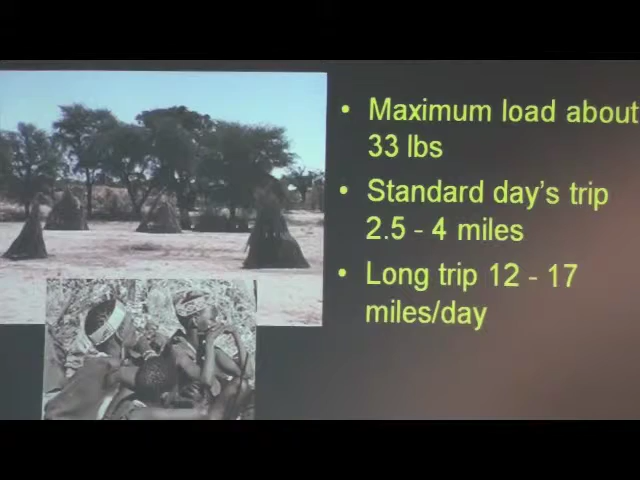 • Maximum load about
33 lbs
• Standard day's trip
2.5 - 4 miles
• Long trip 12 - 17
miles/day